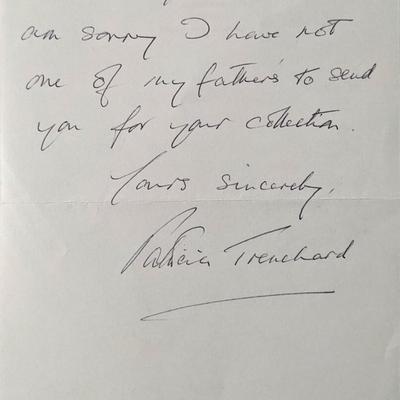 am sorry I have not
one of my father's to send
you for your collection.
Yours sincerely,
Patricia Trenchard